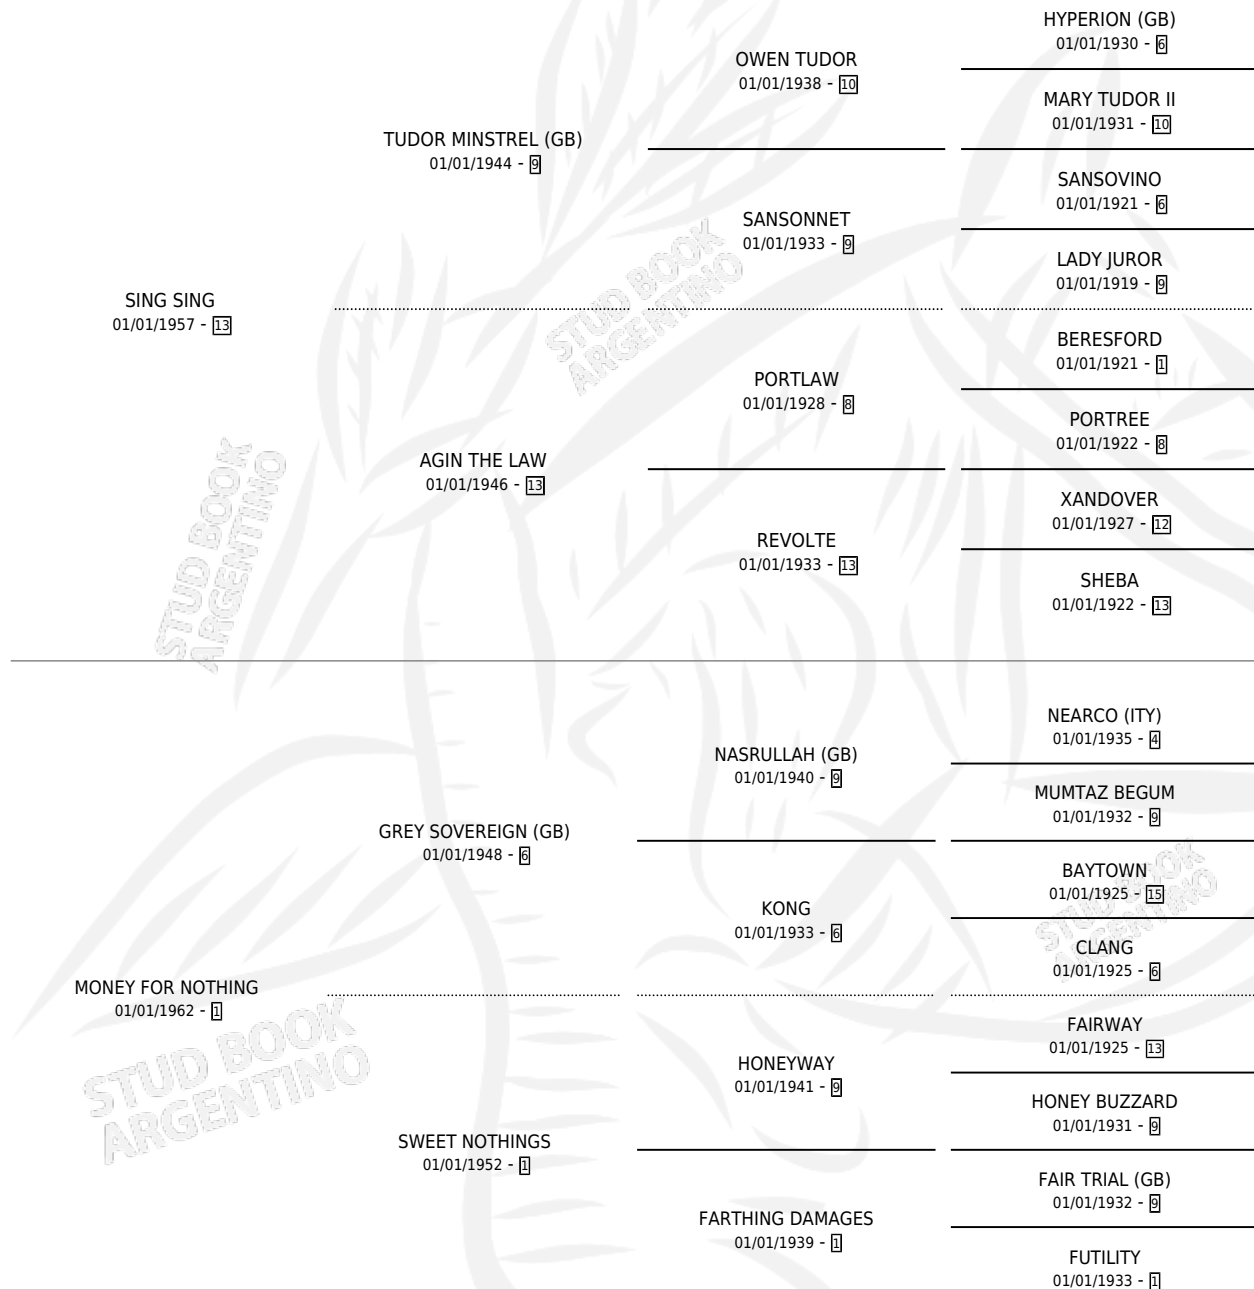 SING SING
01/01/1957 - 13
TUDOR MINSTREL (GB)
01/01/1944 - 9
OWEN TUDOR
01/01/1938 - 10
HYPERION (GB)
01/01/1930 - 6
MARY TUDOR II
01/01/1931 - 10
SANSONNET
01/01/1933 - 9
SANSOVINO
01/01/1921 - 6
LADY JUROR
01/01/1919 - 9
AGIN THE LAW
01/01/1946 - 13
PORTLAW
01/01/1928 - 8
BERESFORD
01/01/1921 - 1
PORTREE
01/01/1922 - 8
REVOLTE
01/01/1933 - 13
XANDOVER
01/01/1927 - 12
SHEBA
01/01/1922 - 13
MONEY FOR NOTHING
01/01/1962 - 1
GREY SOVEREIGN (GB)
01/01/1948 - 6
NASRULLAH (GB)
01/01/1940 - 9
NEARCO (ITY)
01/01/1935 - 4
MUMTAZ BEGUM
01/01/1932 - 9
KONG
01/01/1933 - 6
BAYTOWN
01/01/1925 - 15
CLANG
01/01/1925 - 6
SWEET NOTHINGS
01/01/1952 - 1
HONEYWAY
01/01/1941 - 9
FAIRWAY
01/01/1925 - 13
HONEY BUZZARD
01/01/1931 - 9
FARTHING DAMAGES
01/01/1939 - 1
FAIR TRIAL (GB)
01/01/1932 - 9
FUTILITY
01/01/1933 - 1
STUD BOOK
ARGENTINO
STUD BOOK
ARGENTINO
STUD BOOK
ARGENTINO
STUD BOOK
ARGENTINO